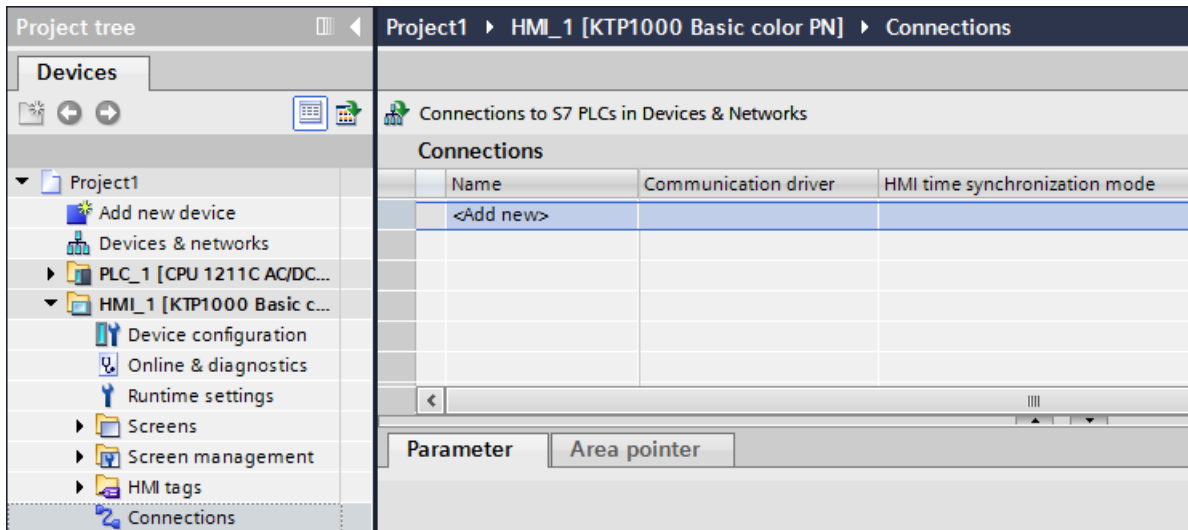 Project tree
Devices
Project1
Add new device
Devices & networks
PLC_1 [CPU 1211C AC/DC...
HMI_1 [KTP1000 Basic c...
Device configuration
Online & diagnostics
Runtime settings
Screens
Screen management
HMI tags
Connections
Project1 HMI_1 [KTP1000 Basic color PN] Connections
Connections to S7 PLCs in Devices & Networks
Connections
Name Communication driver HMI time synchronization mode
<Add new>
Parameter Area pointer